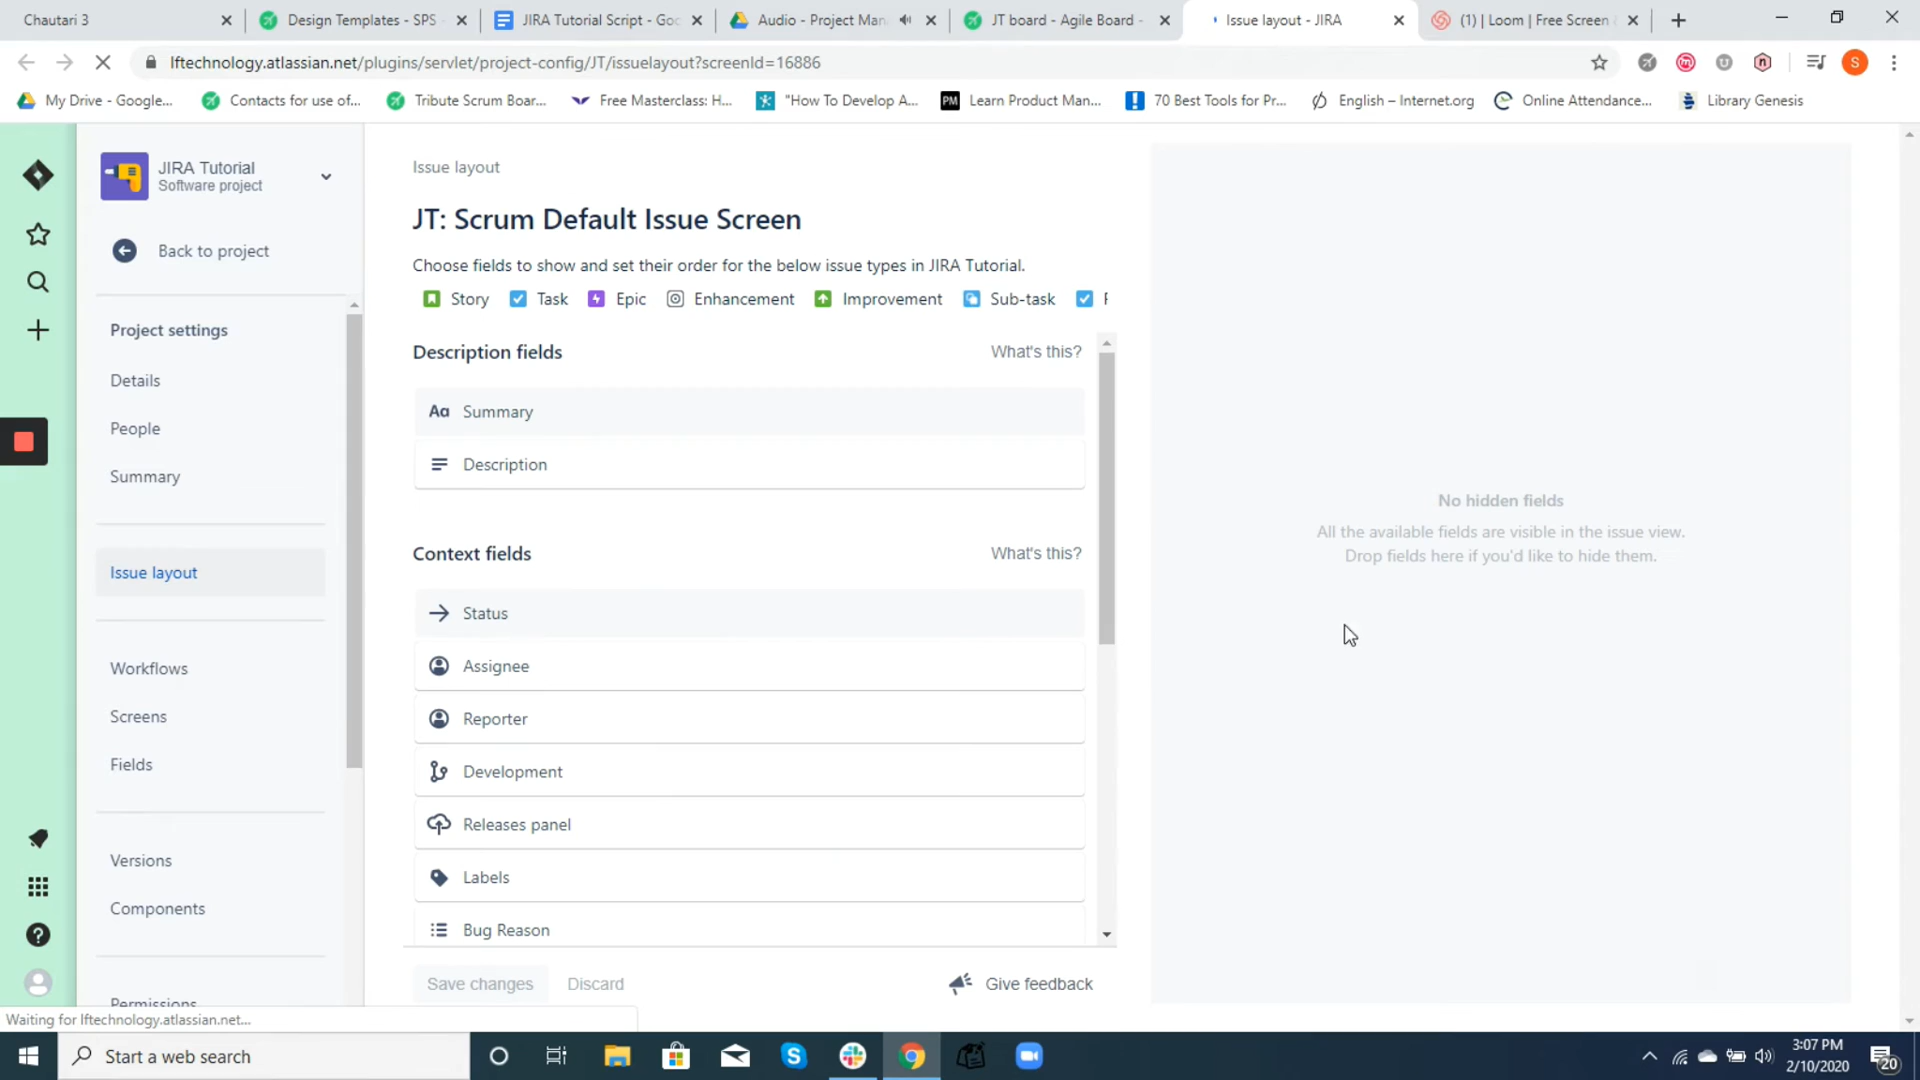 Chautari 3
Design Templates - SPS -
JIRA Tutorial Script - Goo
Audio - Project Man
JT board - Agile Board -
Issue layout - JIRA
(1) | Loom | Free Screen &
lftechnology.atlassian.net/plugins/servlet/project-config/JT/issuelayout?screenId=16886
S
My Drive - Google...
Contacts for use of...
Tribute Scrum Boar...
Free Masterclass: H...
"How To Develop A...
PM
Learn Product Man...
70 Best Tools for Pr...
English – Internet.org
Online Attendance...
Library Genesis
JIRA Tutorial
Software project
Back to project
Project settings
Details
People
Summary
Issue layout
Workflows
Screens
Fields
Versions
Components
Permissions
Issue layout
JT: Scrum Default Issue Screen
Choose fields to show and set their order for the below issue types in JIRA Tutorial.
Story
Task
Epic
Enhancement
Improvement
Sub-task
Description fields
What's this?
Aa Summary
Description
Context fields
What's this?
Status
Assignee
Reporter
Development
Releases panel
Labels
Bug Reason
Save changes
Discard
Give feedback
No hidden fields
All the available fields are visible in the issue view.
Drop fields here if you'd like to hide them.
Waiting for lftechnology.atlassian.net...
Start a web search
3:07 PM
2/10/2020
20